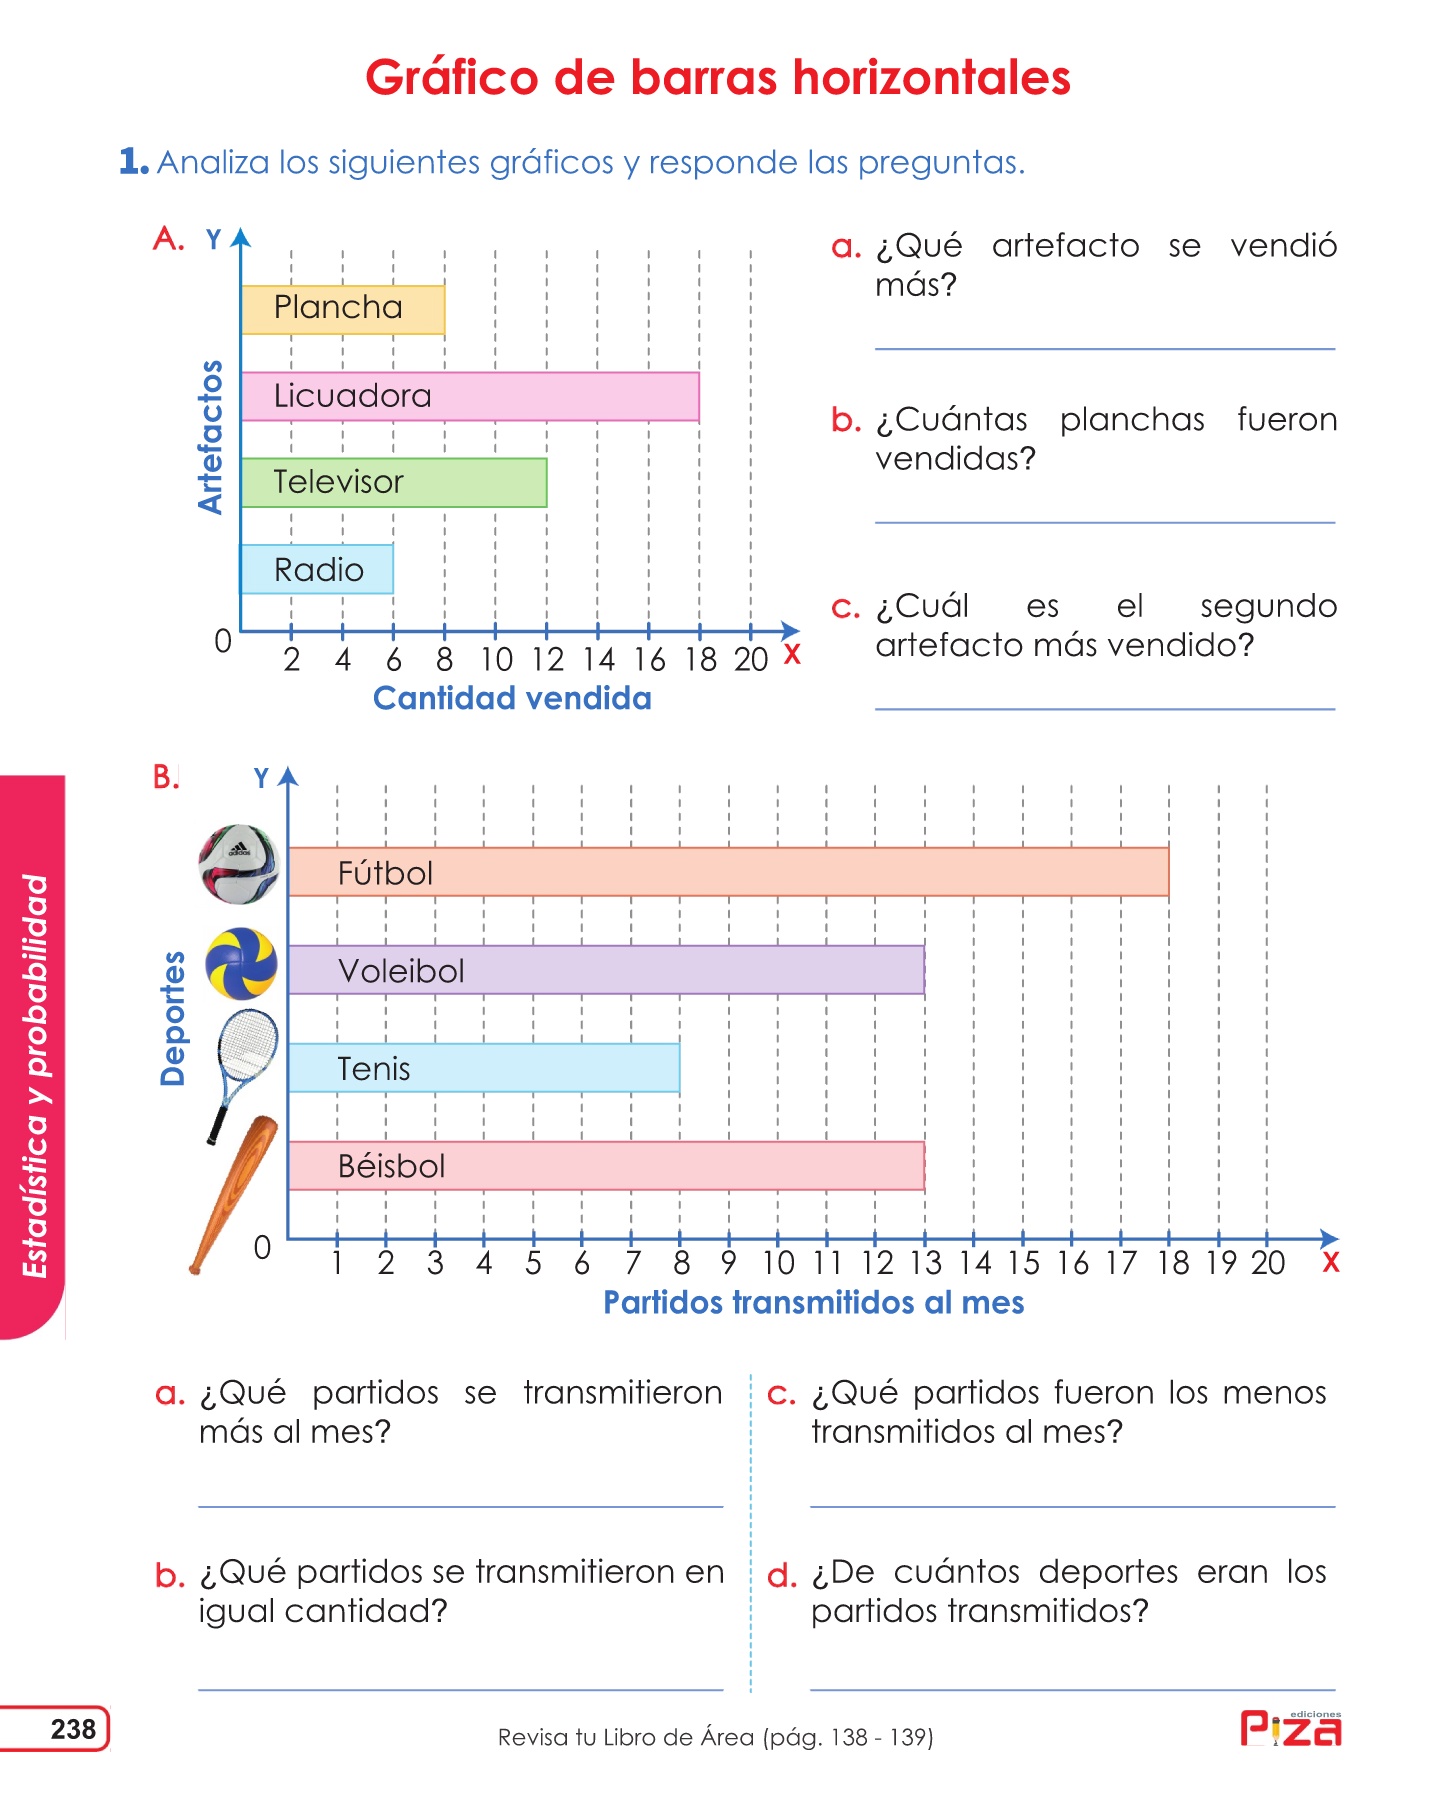 Gráfico de barras horizontales
1. Analiza los siguientes gráficos y responde las preguntas.
A.
Y
Plancha
Licuadora
Televisor
Radio
Artefactos
0
2 4 6 8 10 12 14 16 18 20 X
Cantidad vendida
a. ¿Qué artefacto se vendió
más?
b. ¿Cuántas planchas fueron
vendidas?
c. ¿Cuál es el segundo
artefacto más vendido?
B.
Y
adidas
Fútbol
Voleibol
Tenis
Béisbol
Deportes
0
1 2 3 4 5 6 7 8 9 10 11 12 13 14 15 16 17 18 19 20 X
Partidos transmitidos al mes
Estadística y probabilidad
a. ¿Qué partidos se transmitieron
más al mes?
b. ¿Qué partidos se transmitieron en
igual cantidad?
c. ¿Qué partidos fueron los menos
transmitidos al mes?
d. ¿De cuántos deportes eran los
partidos transmitidos?
238
Revisa tu Libro de Área (pág. 138 - 139)
ediciones
Piza